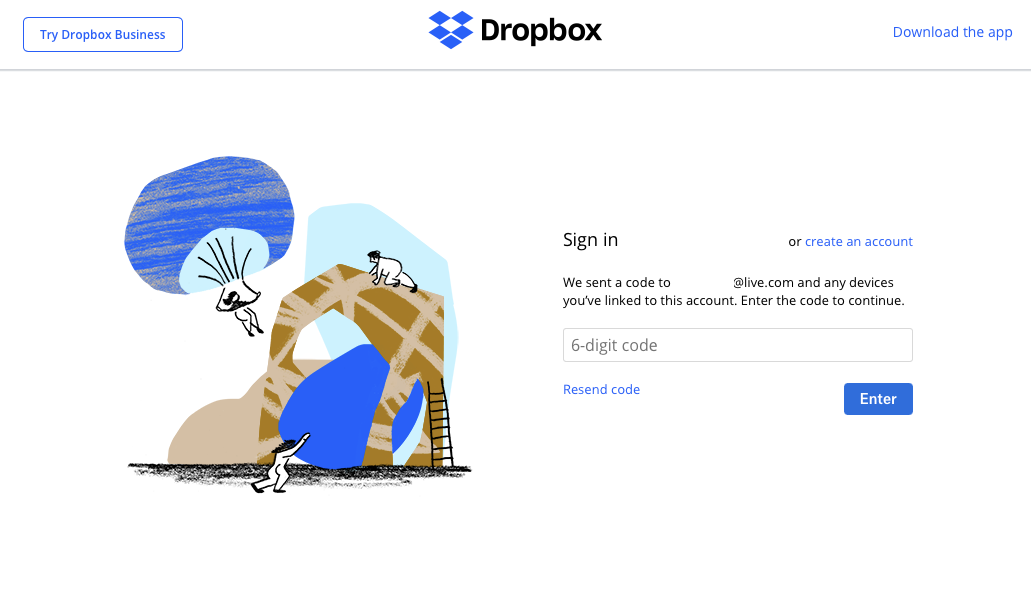 Try Dropbox Business
Dropbox
Download the app
Sign in
or create an account
We sent a code to @live.com and any devices
you’ve linked to this account. Enter the code to continue.
6-digit code
Resend code
Enter